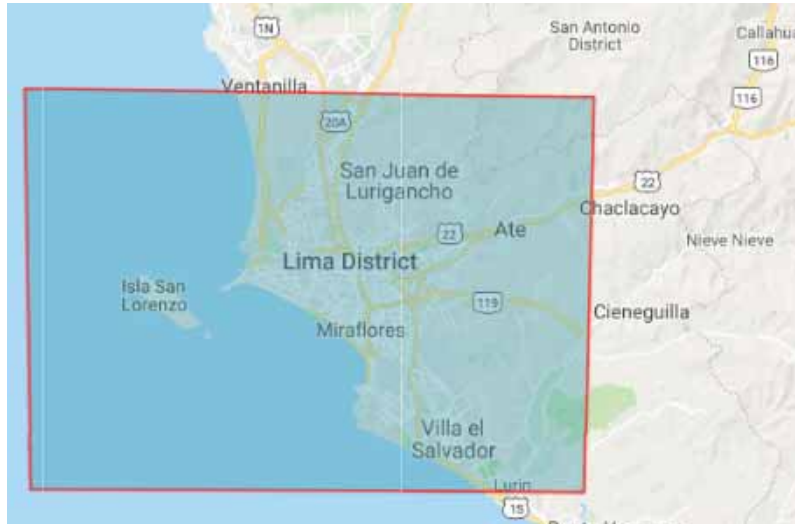 1N
San Antonio
District
Callahua
116
Ventanilla
116
20A
San Juan de
Lurigancho
22
Chaclacayo
22
Ate
Nieve Nieve
Lima District
Isla San
Lorenzo
119
Cieneguilla
Miraflores
Villa el
Salvador
Lurin
1S